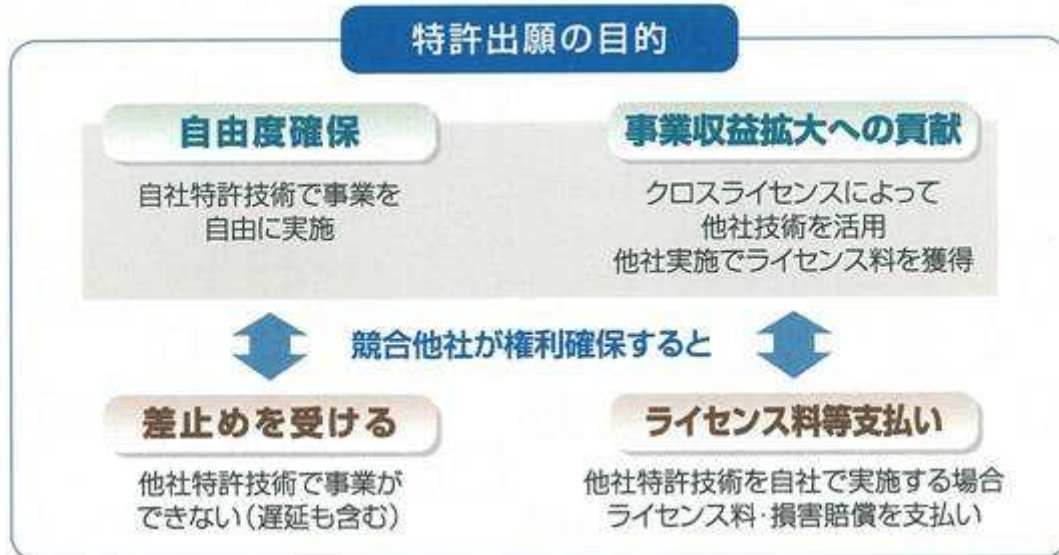 特許出願の目的
自由度確保
自社特許技術で事業を
自由に実施
事業収益拡大への貢献
クロスライセンスによって
他社技術を活用
他社実施でライセンス料を獲得
競合他社が権利確保すると
差止めを受ける
他社特許技術で事業が
できない(遅延も含む)
ライセンス料等支払い
他社特許技術を自社で実施する場合
ライセンス料・損害賠償を支払い